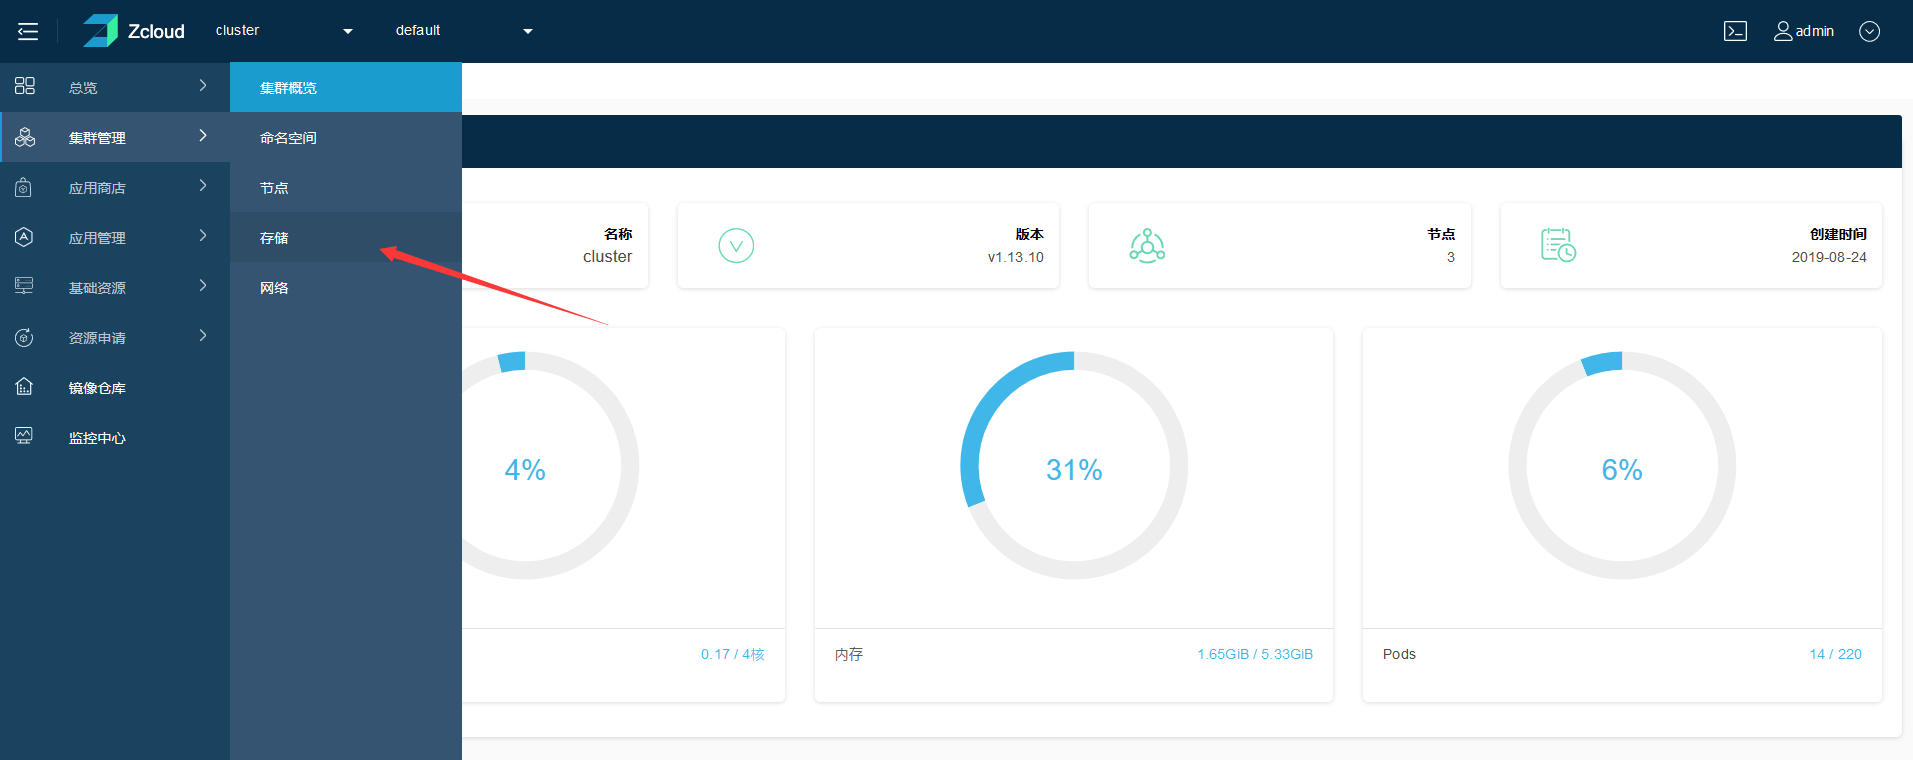 Zcloud
cluster
default
admin
总览
集群管理
应用商店
应用管理
基础资源
资源申请
镜像仓库
监控中心
集群概览
命名空间
节点
存储
网络
名称
cluster
版本
v1.13.10
节点
3
创建时间
2019-08-24
4%
0.17 / 4核
31%
内存
1.65GiB / 5.33GiB
6%
Pods
14 / 220